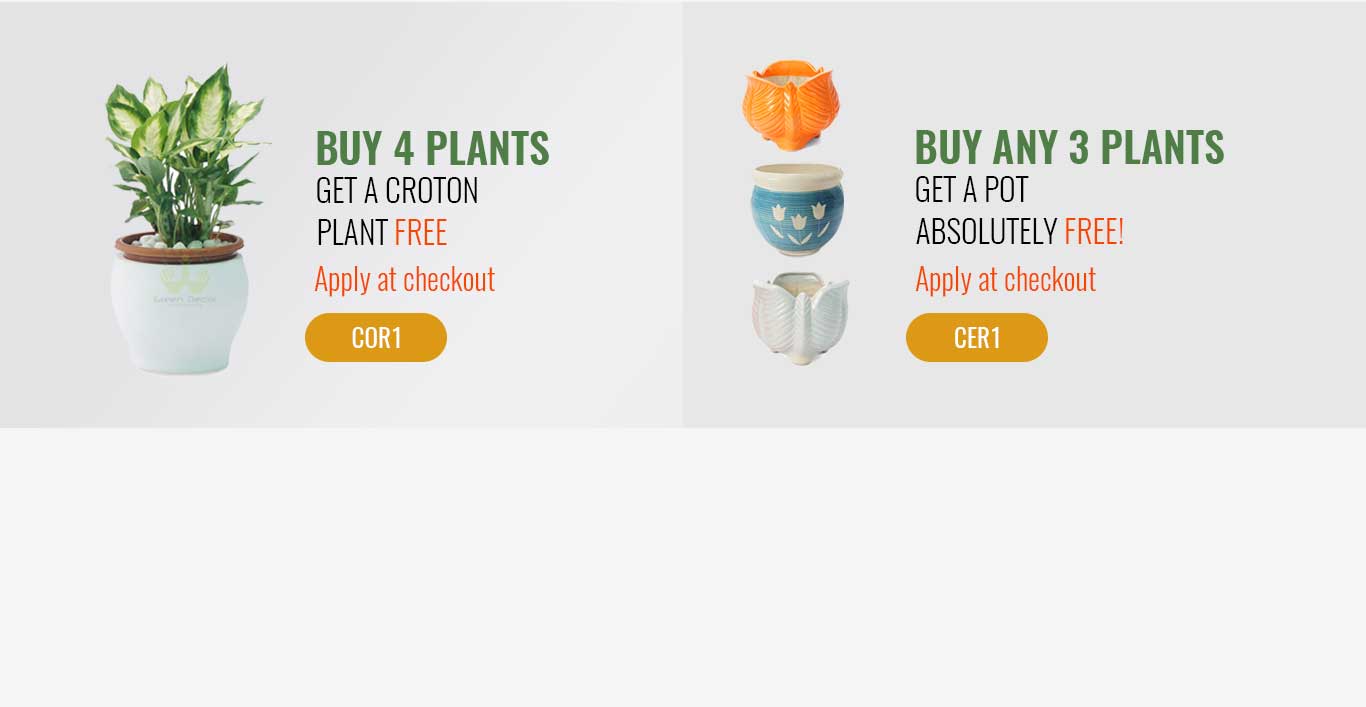 BUY 4 PLANTS
GET A CROTON
PLANT FREE
Apply at checkout
COR1
Green Decor
BUY ANY 3 PLANTS
GET A POT
ABSOLUTELY FREE!
Apply at checkout
CER1